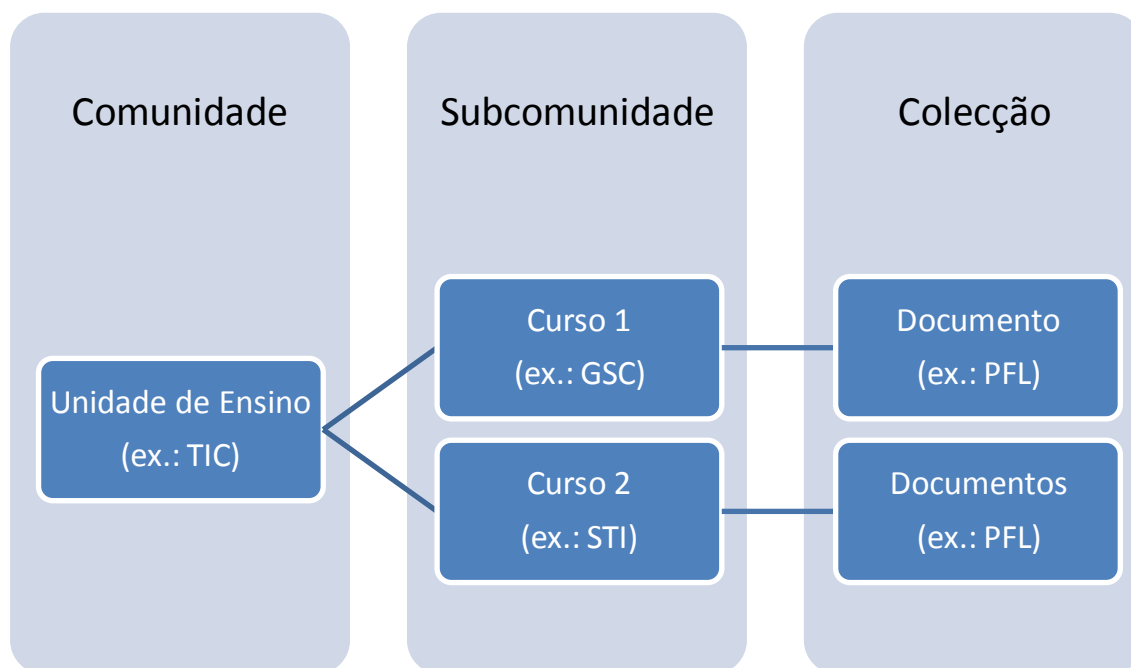 Comunidade
Subcomunidade
Colecção
Unidade de Ensino
(ex.: TIC)
Curso 1
(ex.: GSC)
Documento
(ex.: PFL)
Curso 2
(ex.: STI)
Documentos
(ex.: PFL)